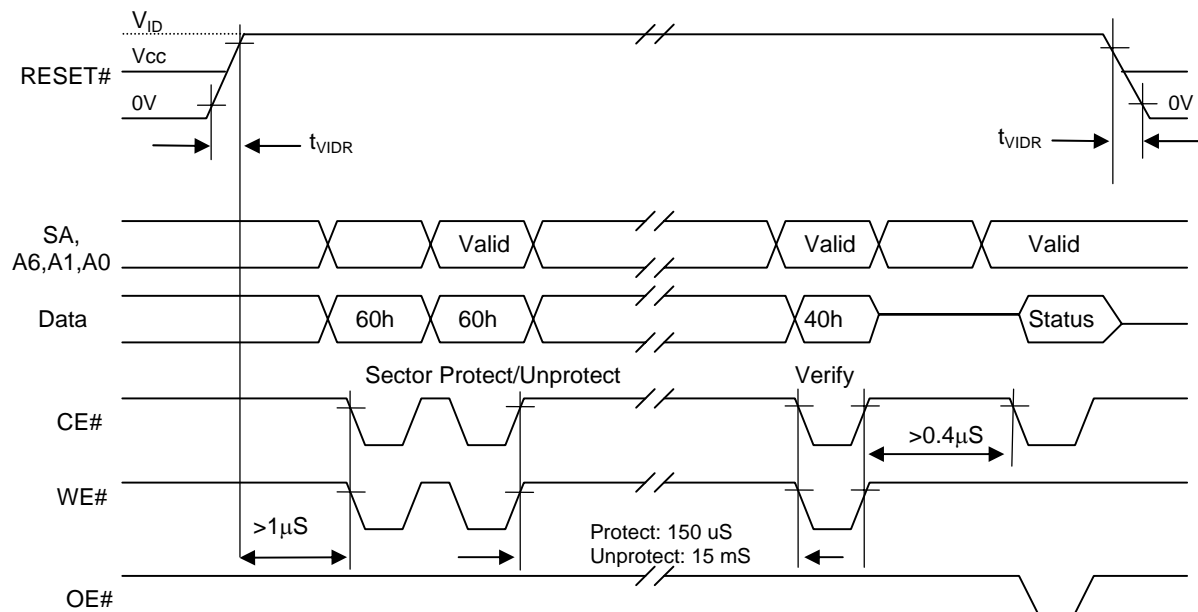 VID
Vcc
RESET#
0V
0V
tVIDR
tVIDR
SA,
A6,A1,A0
Valid
Valid
Valid
Data
60h
60h
40h
Status
Sector Protect/Unprotect
Verify
CE#
>0.4μS
WE#
>1μS
Protect: 150 uS
Unprotect: 15 mS
OE#